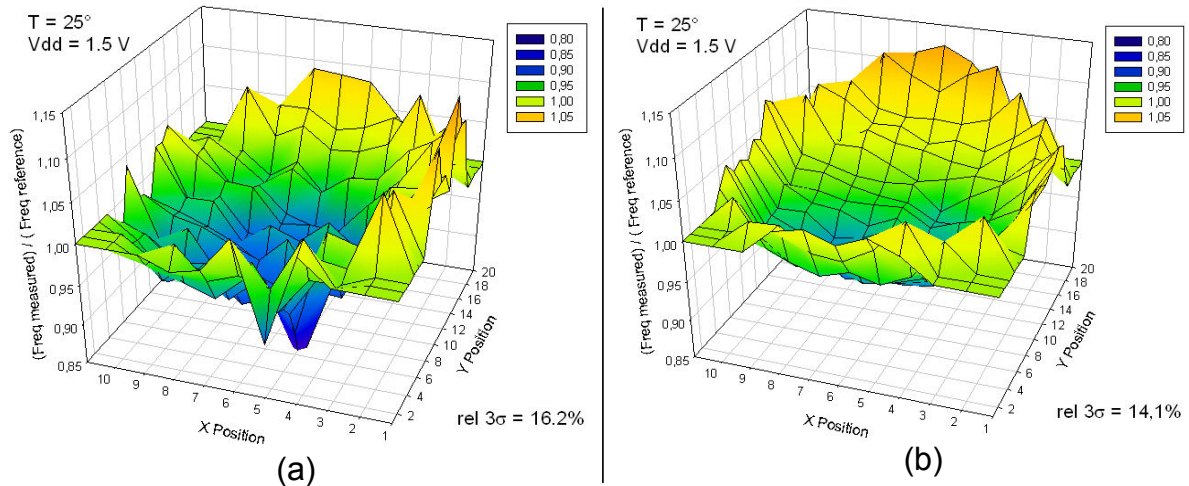 T = 25°
Vdd = 1.5 V
0,80
0,85
0,90
0,95
1,00
1,05
1,15
1,10
1,05
1,00
0,95
0,90
0,85
(Freq measured) / ( Freq reference)
10 9 8 7 6 5 4 3 2 1
X Position
2 4 6 8 10 12 14 16 18 20
Y Position
rel 3σ = 16.2%
(a)
T = 25°
Vdd = 1.5 V
0,80
0,85
0,90
0,95
1,00
1,05
1,15
1,10
1,05
1,00
0,95
0,90
0,85
(Freq measured) / ( Freq reference)
10 9 8 7 6 5 4 3 2 1
X Position
2 4 6 8 10 12 14 16 18 20
Y Position
rel 3σ = 14,1%
(b)